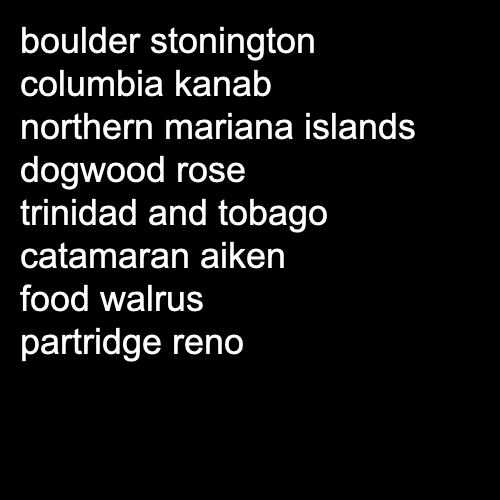 boulder stonington
columbia kanab
northern mariana islands
dogwood rose
trinidad and tobago
catamaran aiken
food walrus
partridge reno